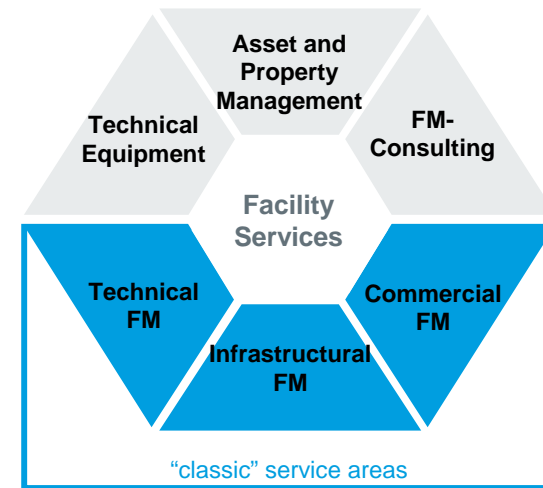 Asset and
Property
Management
Technical
Equipment
FM-
Consulting
Facility
Services
Technical
FM
Commercial
FM
Infrastructural
FM
“classic” service areas